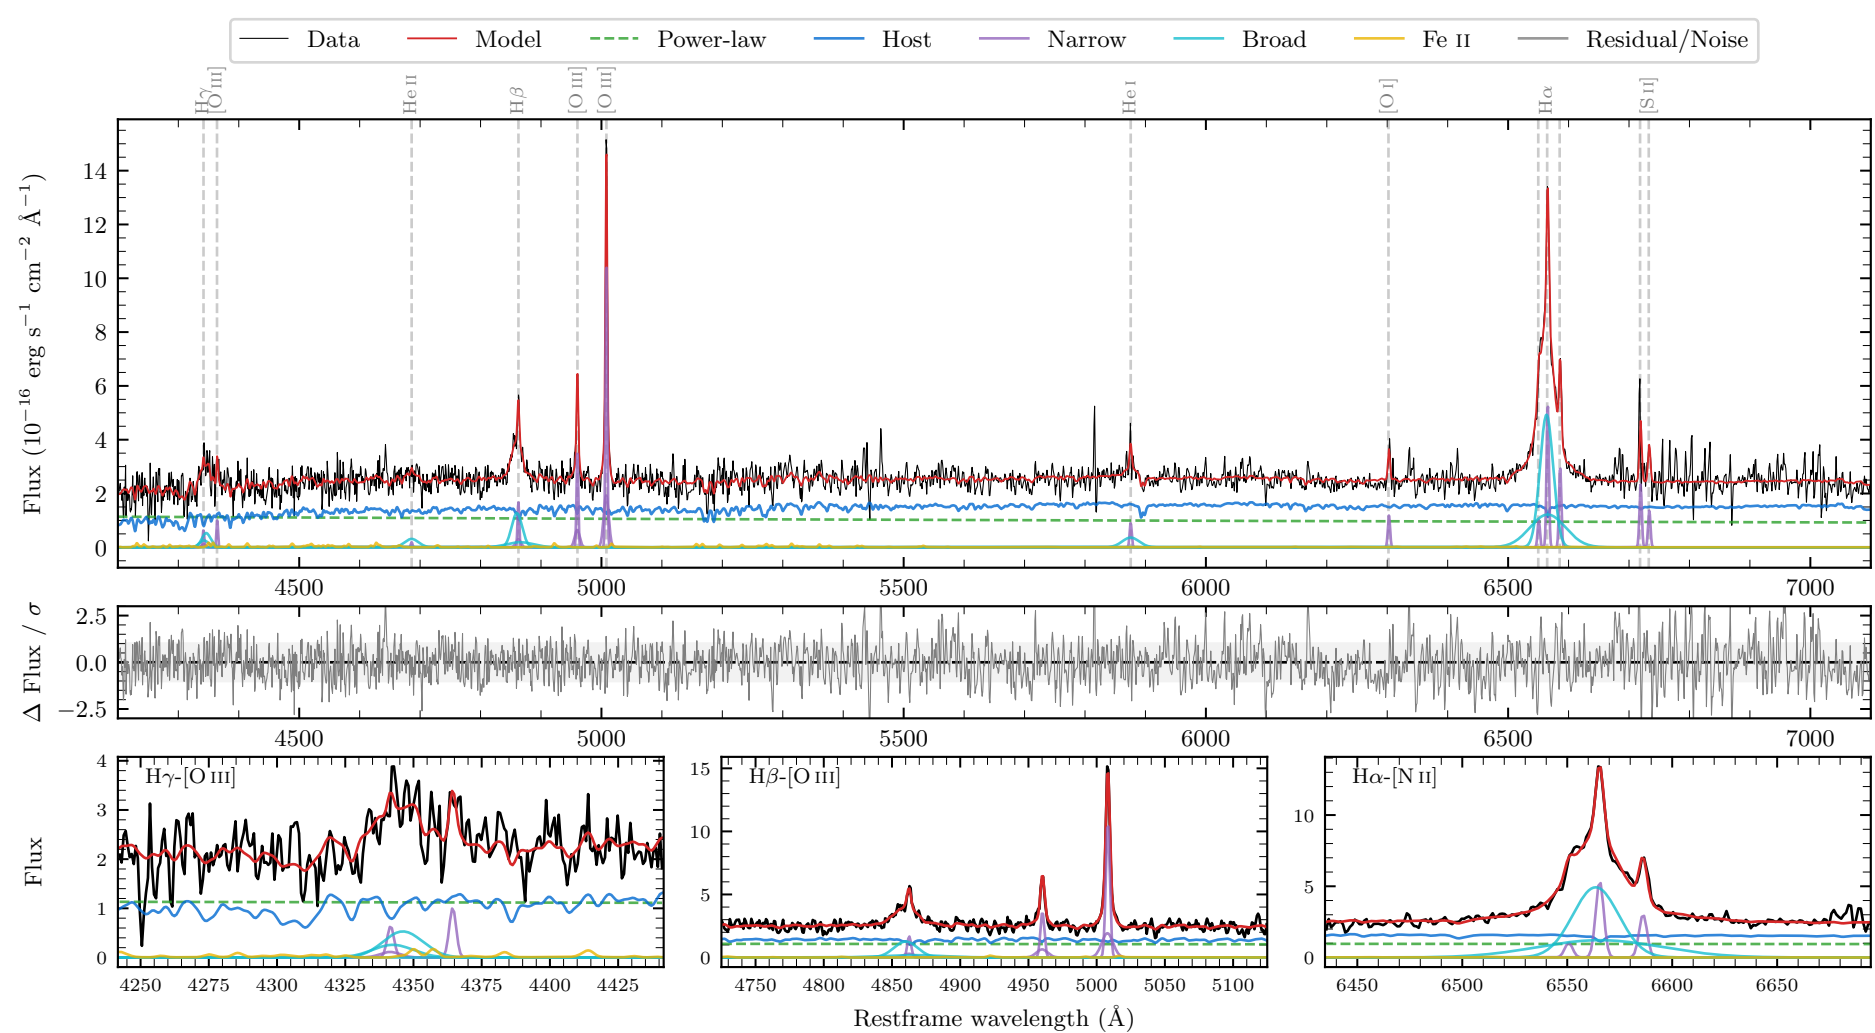 Data Model Power-law Host Narrow Broad Fe II Residual/Noise
Hγ [O III] He II Hβ [O III] [O III] He I [O I] Hα [S II]
Flux (10−16 erg s−1 cm−2 Å−1)
14
12
10
8
6
4
2
0
4500 5000 5500 6000 6500 7000
Δ Flux / σ
2.5
0.0
−2.5
4500 5000 5500 6000 6500 7000
Flux
Hγ-[O III]
4
3
2
1
0
4250 4275 4300 4325 4350 4375 4400 4425
Hβ-[O III]
15
10
5
0
4750 4800 4850 4900 4950 5000 5050 5100
Hα-[N II]
10
5
0
6450 6500 6550 6600 6650
Restframe wavelength (Å)